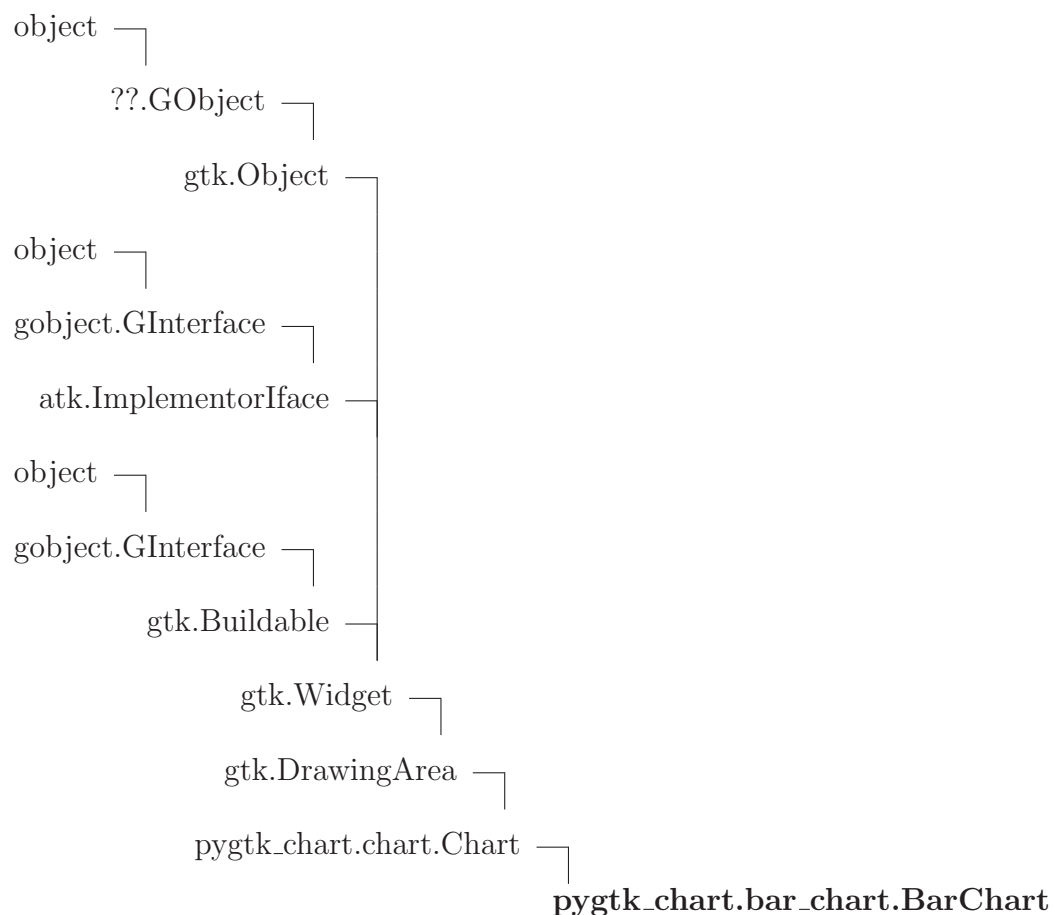 object
??.GObject
gtk.Object
object
gobject.GInterface
atk.ImplementorIface
object
gobject.GInterface
gtk.Buildable
gtk.Widget
gtk.DrawingArea
pygtk_chart.chart.Chart
pygtk_chart.bar_chart.BarChart